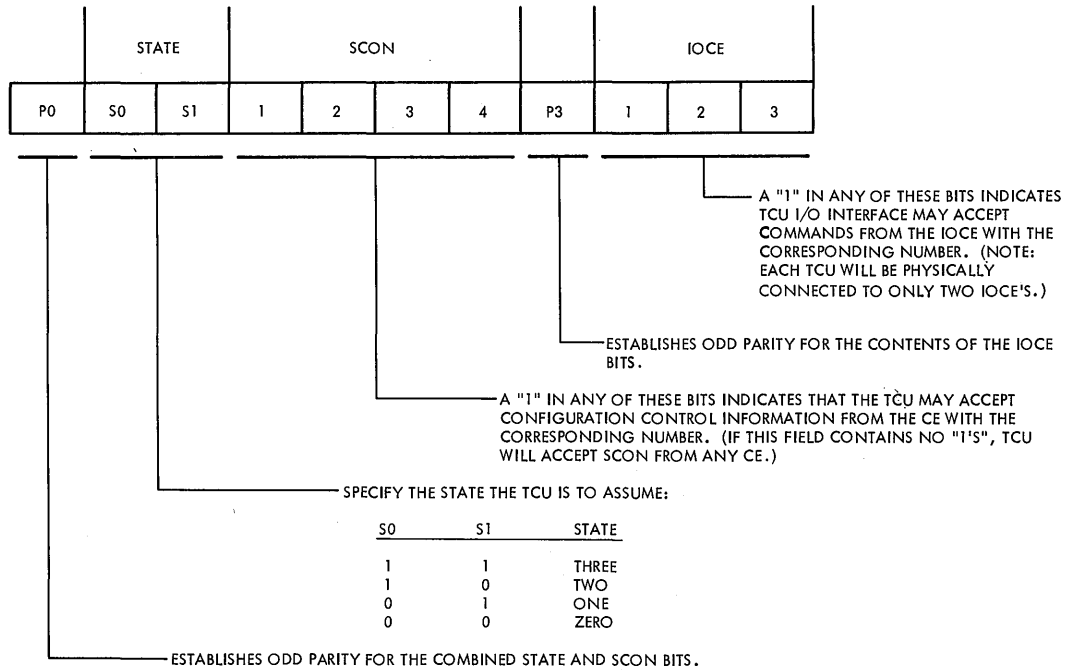 STATE SCON IOCE
P0 S0 S1 1 2 3 4 P3 1 2 3
A "1" IN ANY OF THESE BITS INDICATES
TCU I/O INTERFACE MAY ACCEPT
COMMANDS FROM THE IOCE WITH THE
CORRESPONDING NUMBER. (NOTE:
EACH TCU WILL BE PHYSICALLY
CONNECTED TO ONLY TWO IOCE'S.)
ESTABLISHES ODD PARITY FOR THE CONTENTS OF THE IOCE
BITS.
A "1" IN ANY OF THESE BITS INDICATES THAT THE TCU MAY ACCEPT
CONFIGURATION CONTROL INFORMATION FROM THE CE WITH THE
CORRESPONDING NUMBER. (IF THIS FIELD CONTAINS NO "1'S", TCU
WILL ACCEPT SCON FROM ANY CE.)
SPECIFY THE STATE THE TCU IS TO ASSUME:
S0 S1 STATE
1 1 THREE
1 0 TWO
0 1 ONE
0 0 ZERO
ESTABLISHES ODD PARITY FOR THE COMBINED STATE AND SCON BITS.